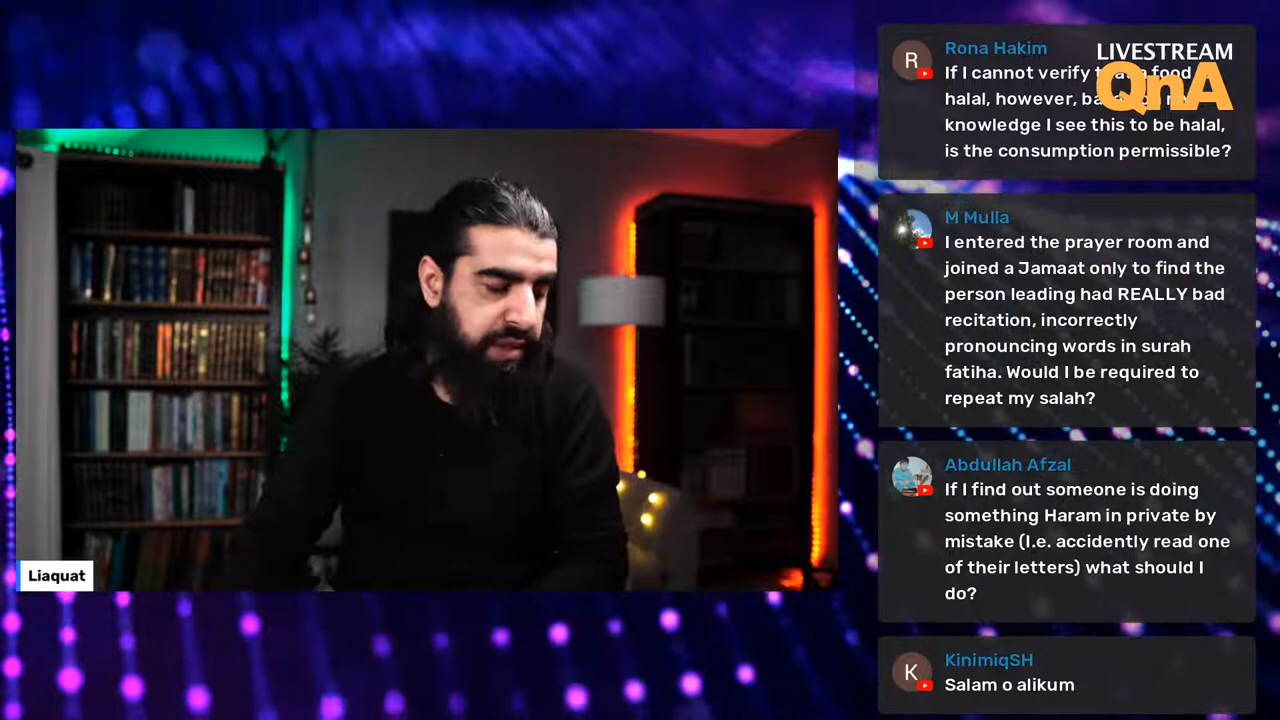 LIVESTREAM
QnA
Rona Hakim
R
If I cannot verify food
halal, however,
knowledge I see this to be halal,
is the consumption permissible?
M Mulla
I entered the prayer room and
joined a Jamaat only to find the
person leading had REALLY bad
recitation, incorrectly
pronouncing words in surah
fatiha. Would I be required to
repeat my salah?
Abdullah Afzal
If I find out someone is doing
something Haram in private by
mistake (I.e. accidently read one
of their letters) what should I
do?
KinimiqSH
K
Salam o alikum
Liaquat